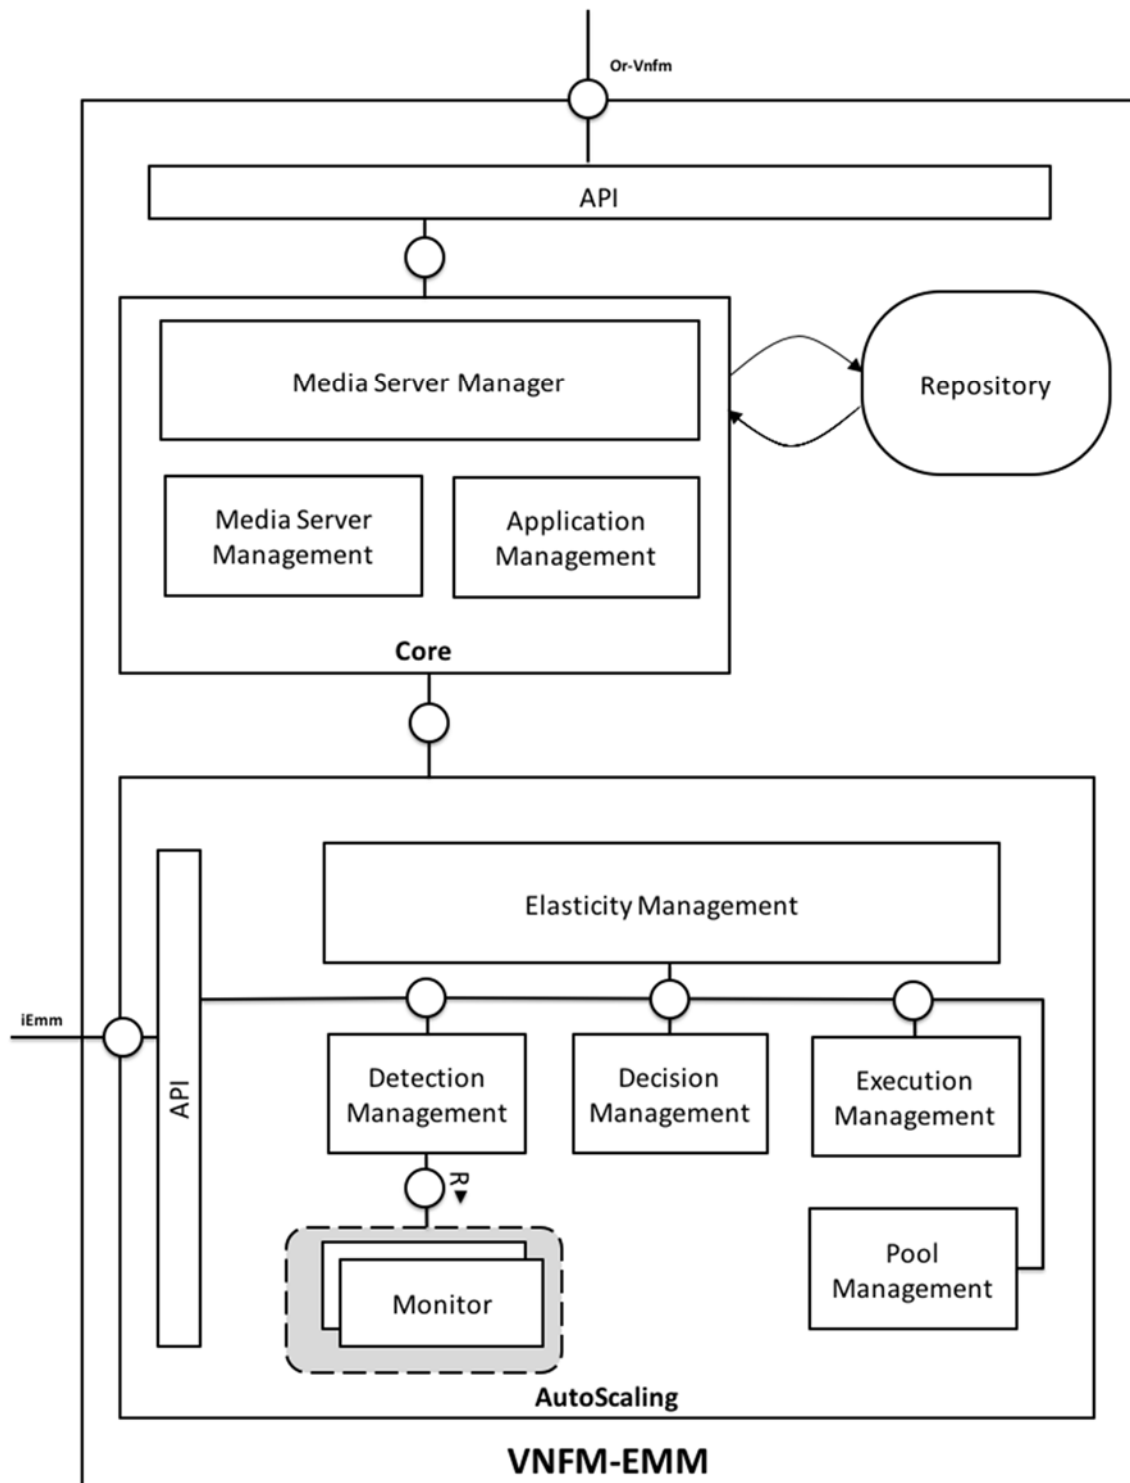 Or-Vnfm
API
Media Server Manager
Repository
Media Server
Management
Application
Management
Core
Elasticity Management
iEmm
API
Detection
Management
Decision
Management
Execution
Management
R
Monitor
Pool
Management
AutoScaling
VNFM-EMM